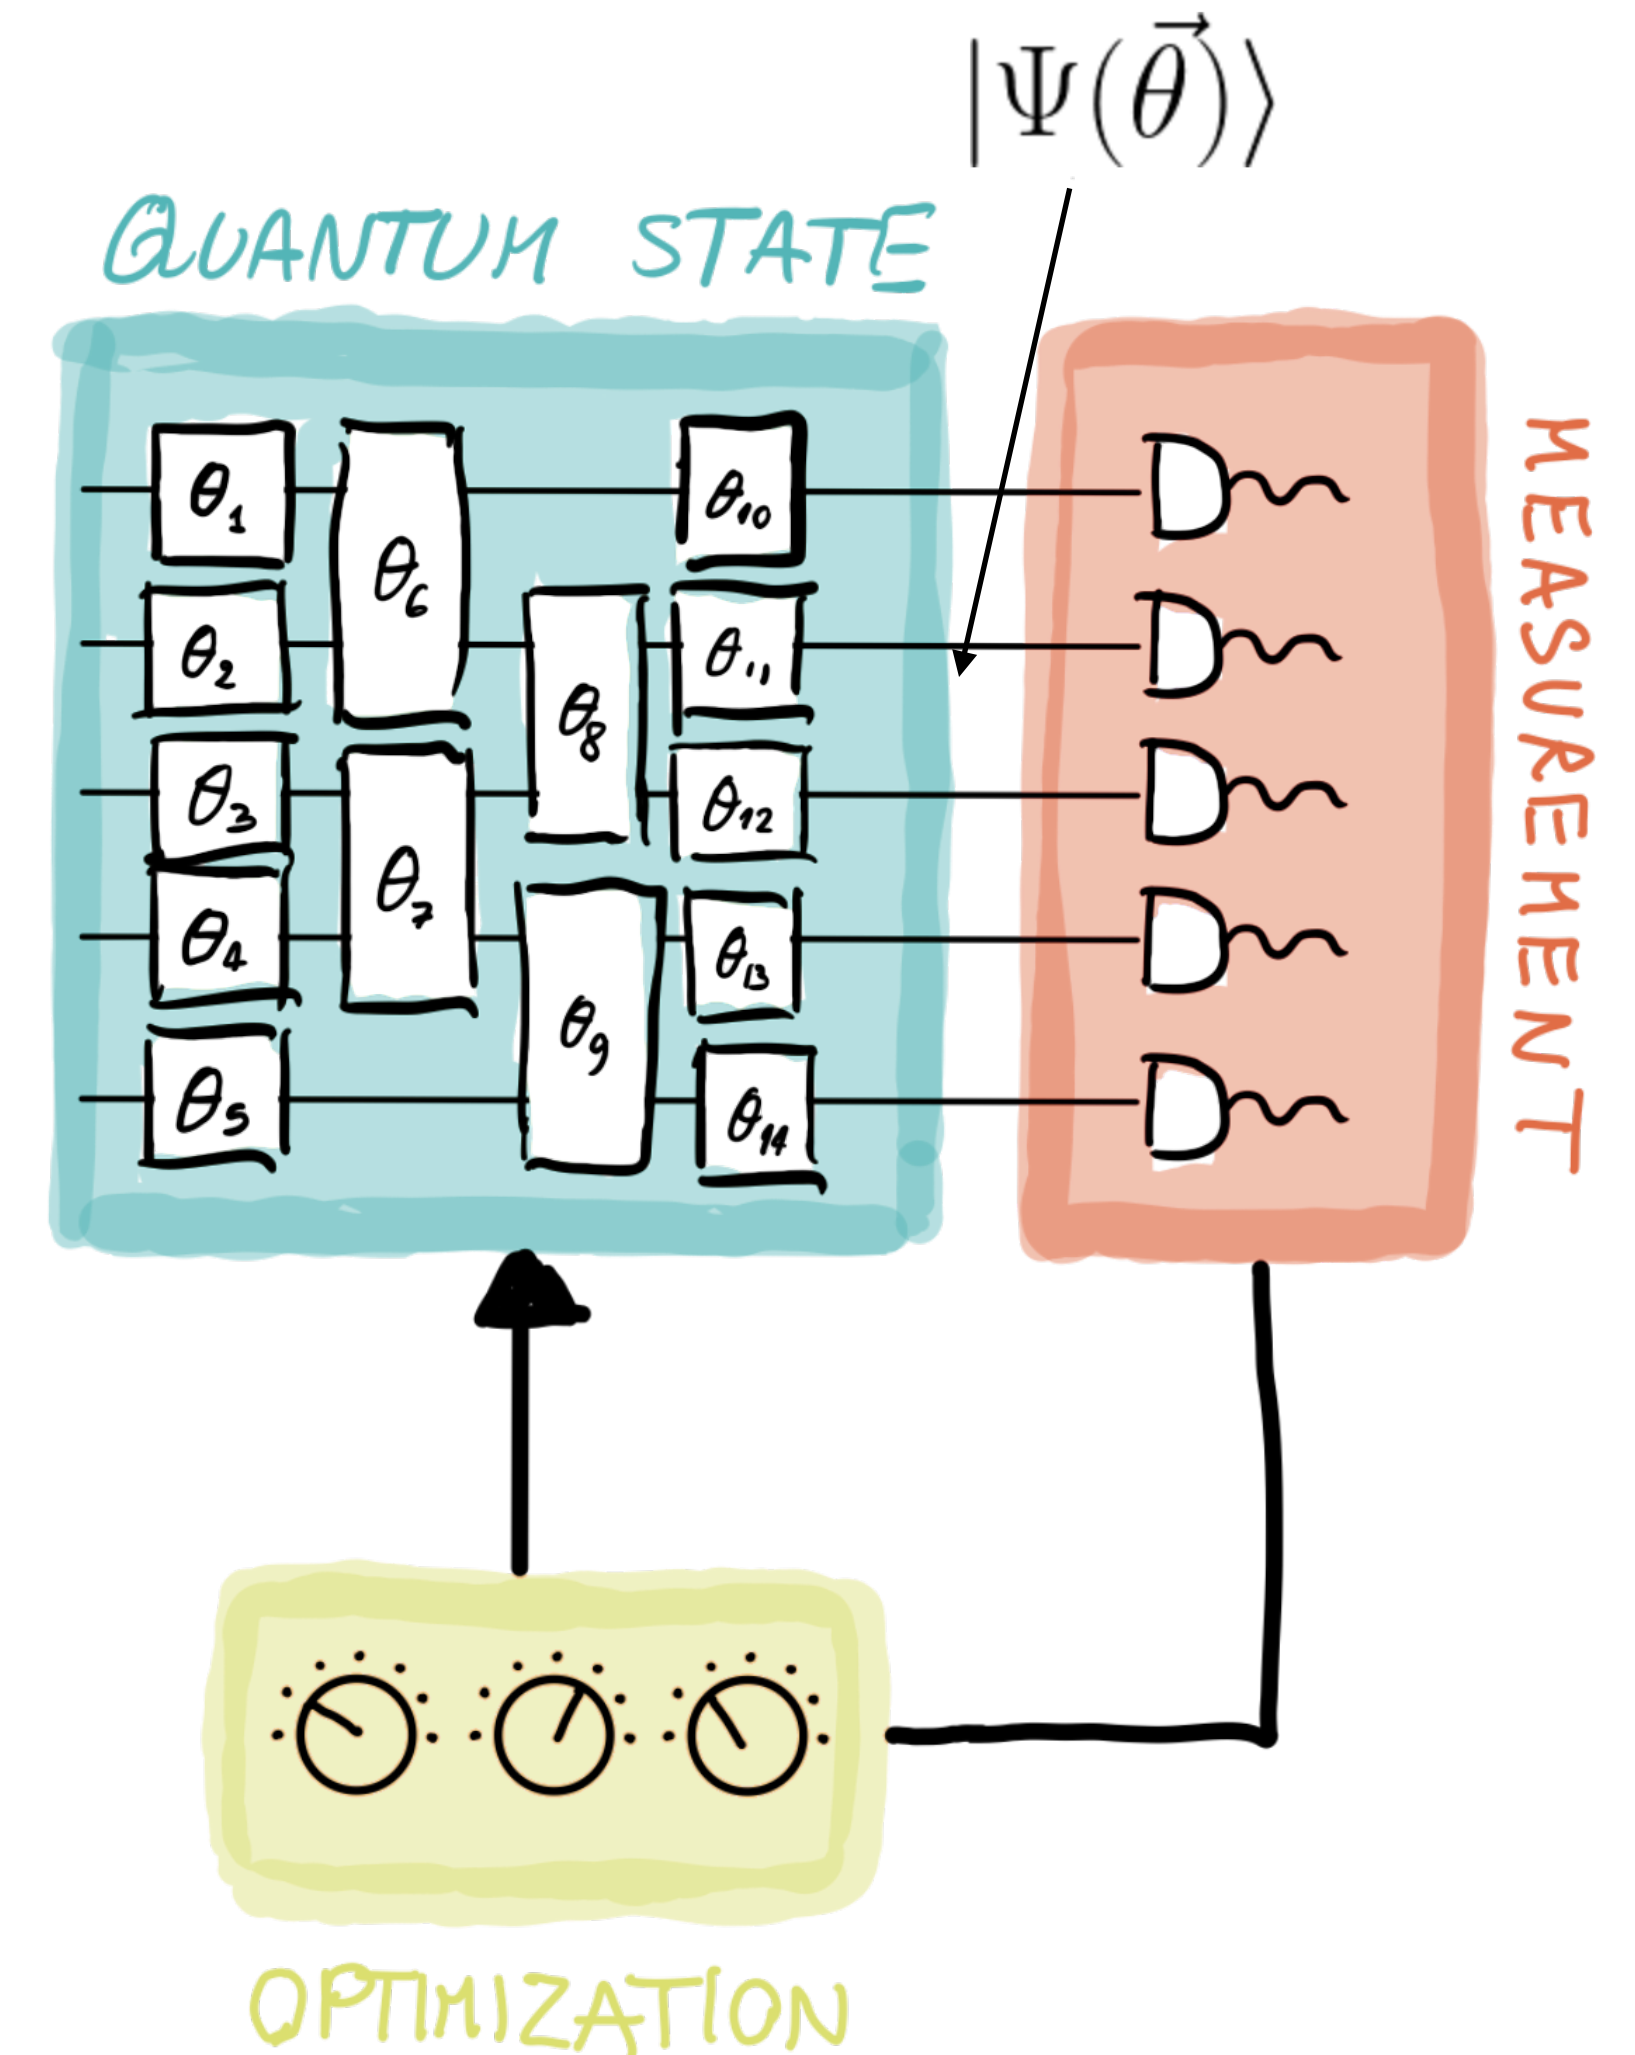 |Ψ(θ⃗)⟩
QUANTUM STATE
θ1
θ6
θ10
θ2
θ8
θ11
θ3
θ7
θ12
θ4
θ9
θ13
θ5
θ14
MEASUREMENT
OPTIMIZATION